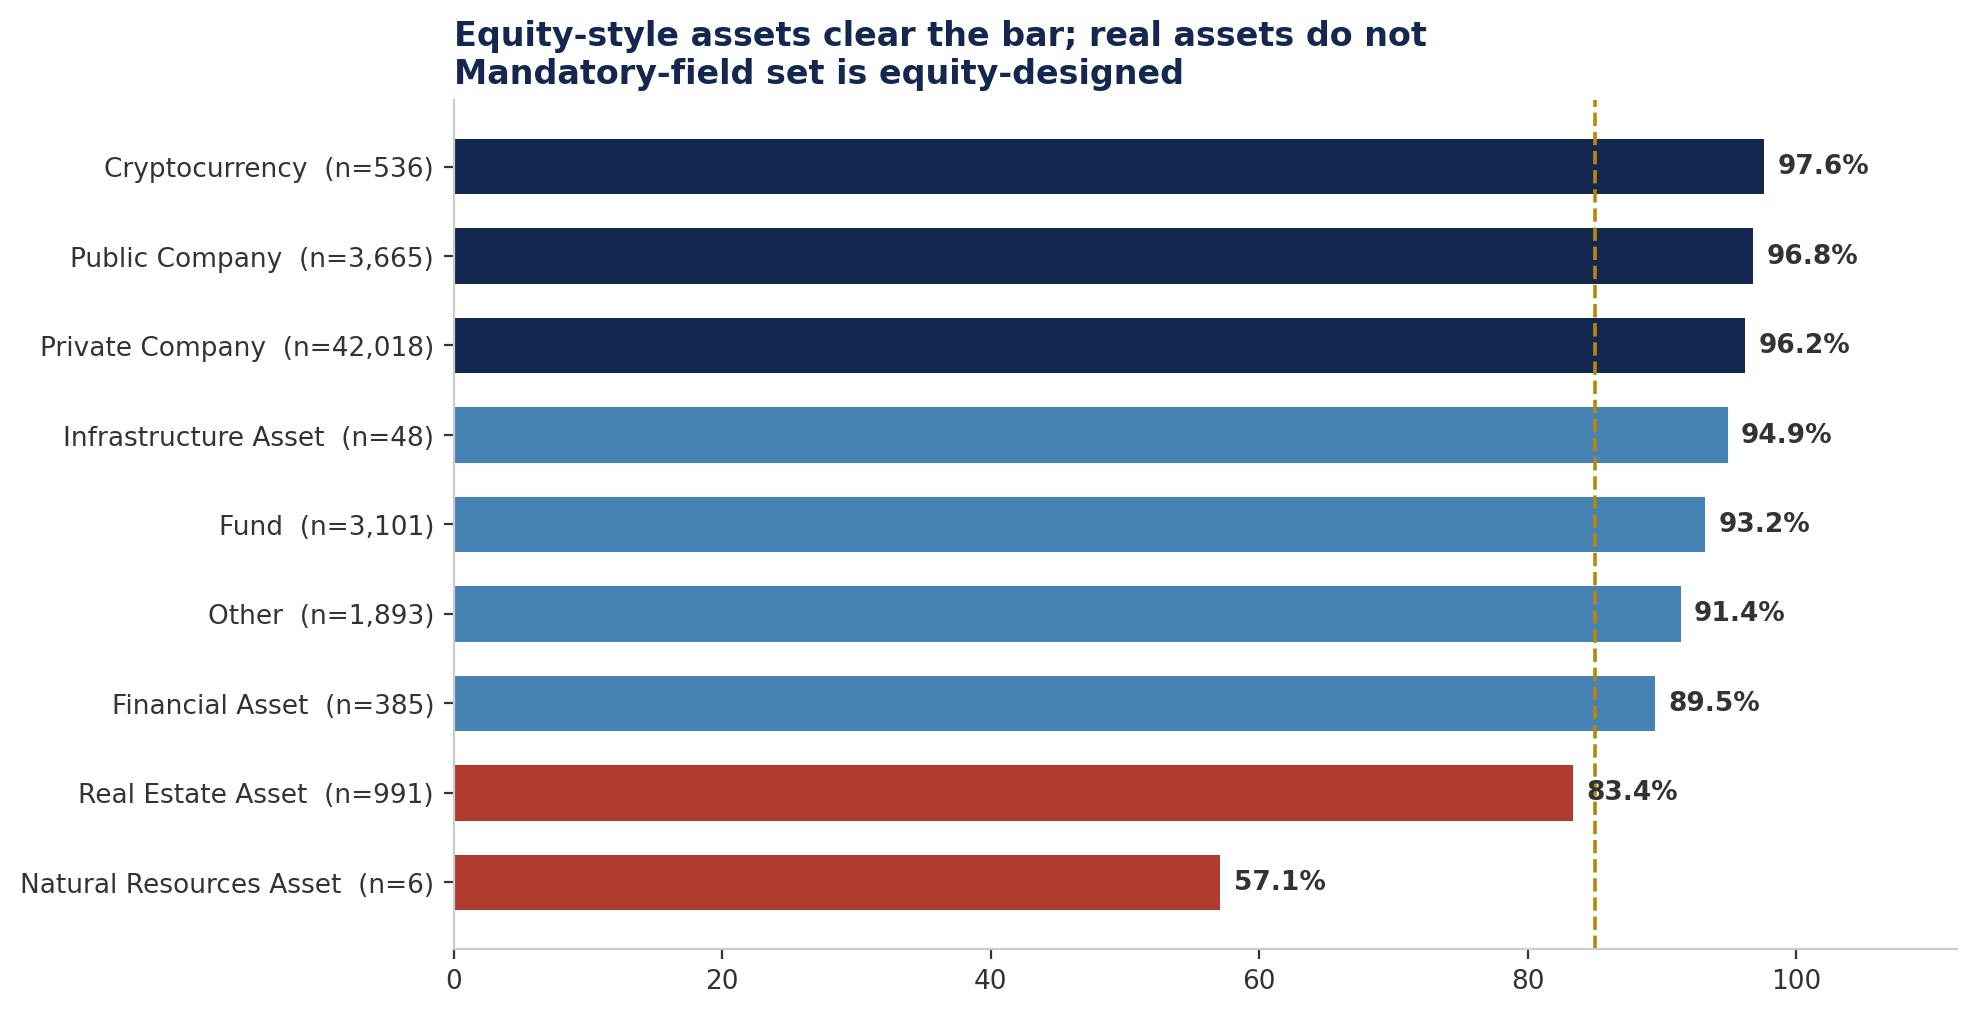 Equity-style assets clear the bar; real assets do not
Mandatory-field set is equity-designed
Cryptocurrency (n=536) 97.6%
Public Company (n=3,665) 96.8%
Private Company (n=42,018) 96.2%
Infrastructure Asset (n=48) 94.9%
Fund (n=3,101) 93.2%
Other (n=1,893) 91.4%
Financial Asset (n=385) 89.5%
Real Estate Asset (n=991) 83.4%
Natural Resources Asset (n=6) 57.1%
0 20 40 60 80 100